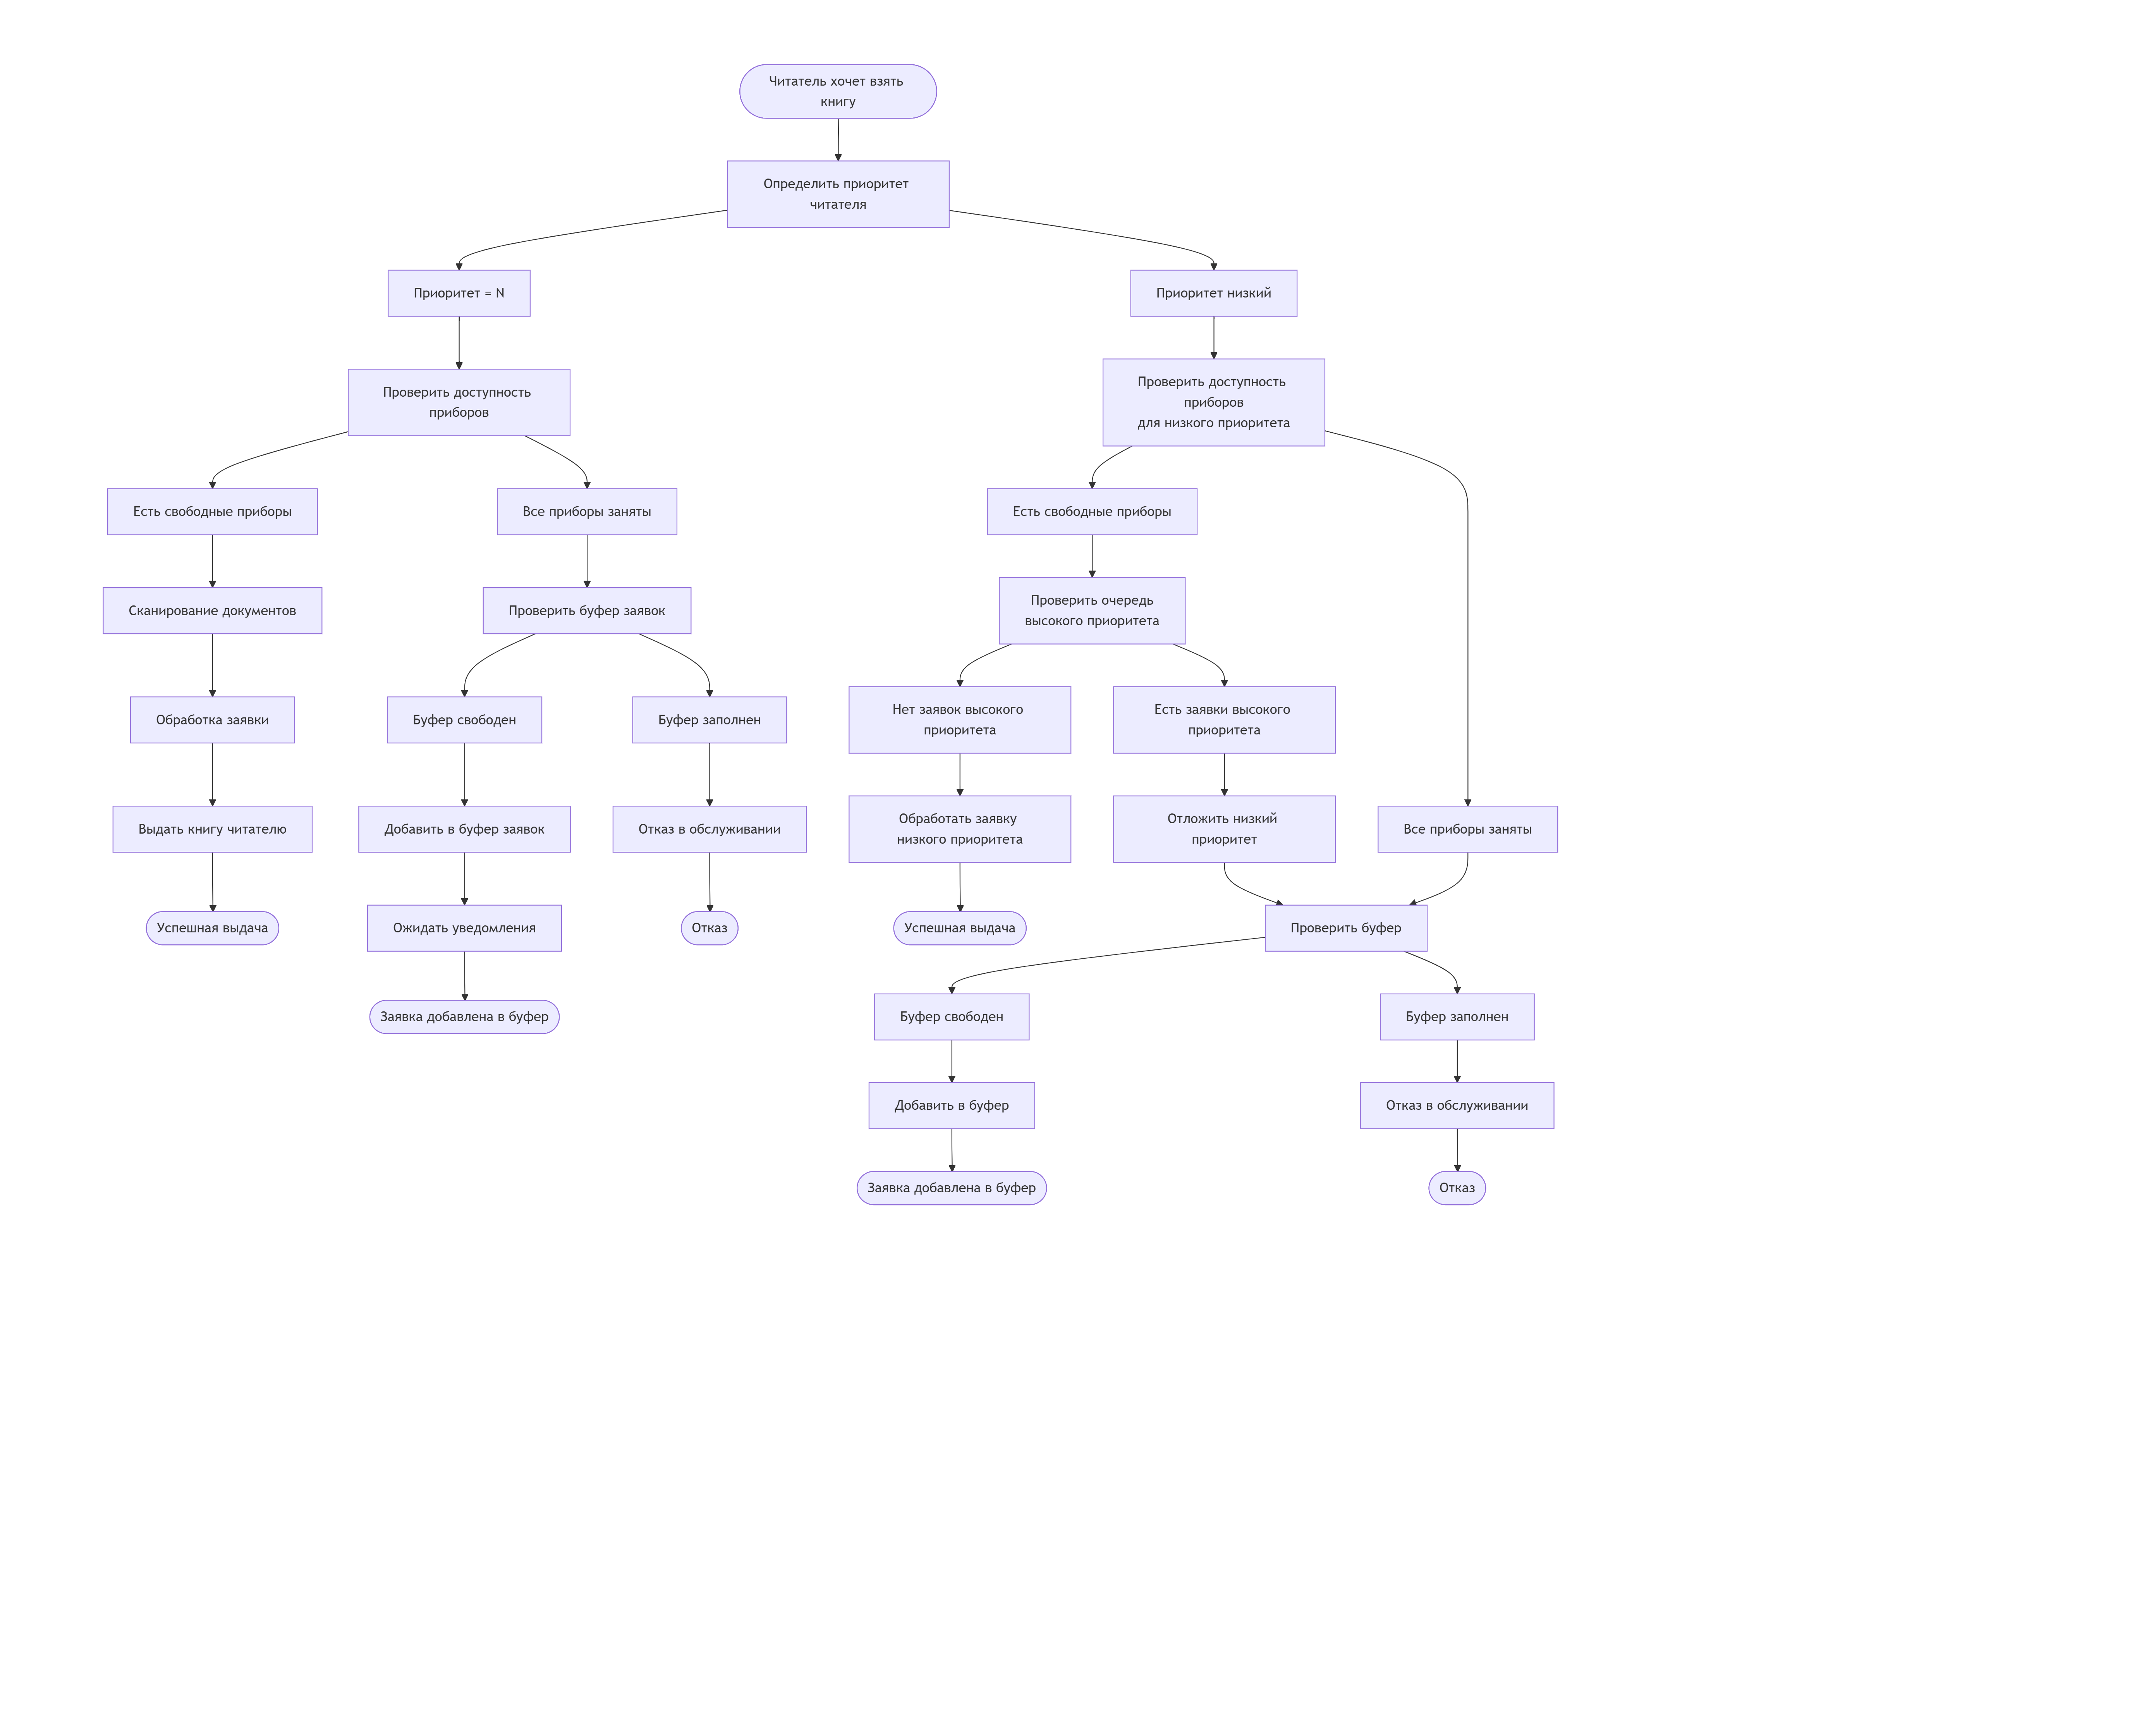 Читатель хочет взять
книгу
Определить приоритет
читателя
Приоритет = N
Приоритет низкий
Проверить доступность
приборов
Проверить доступность
приборов
для низкого приоритета
Есть свободные приборы
Все приборы заняты
Есть свободные приборы
Сканирование документов
Проверить буфер заявок
Проверить очередь
высокого приоритета
Обработка заявки
Буфер свободен
Буфер заполнен
Нет заявок высокого
приоритета
Есть заявки высокого
приоритета
Выдать книгу читателю
Добавить в буфер заявок
Отказ в обслуживании
Обработать заявку
низкого приоритета
Отложить низкий
приоритет
Все приборы заняты
Успешная выдача
Ожидать уведомления
Отказ
Успешная выдача
Проверить буфер
Заявка добавлена в буфер
Буфер свободен
Буфер заполнен
Добавить в буфер
Отказ в обслуживании
Заявка добавлена в буфер
Отказ